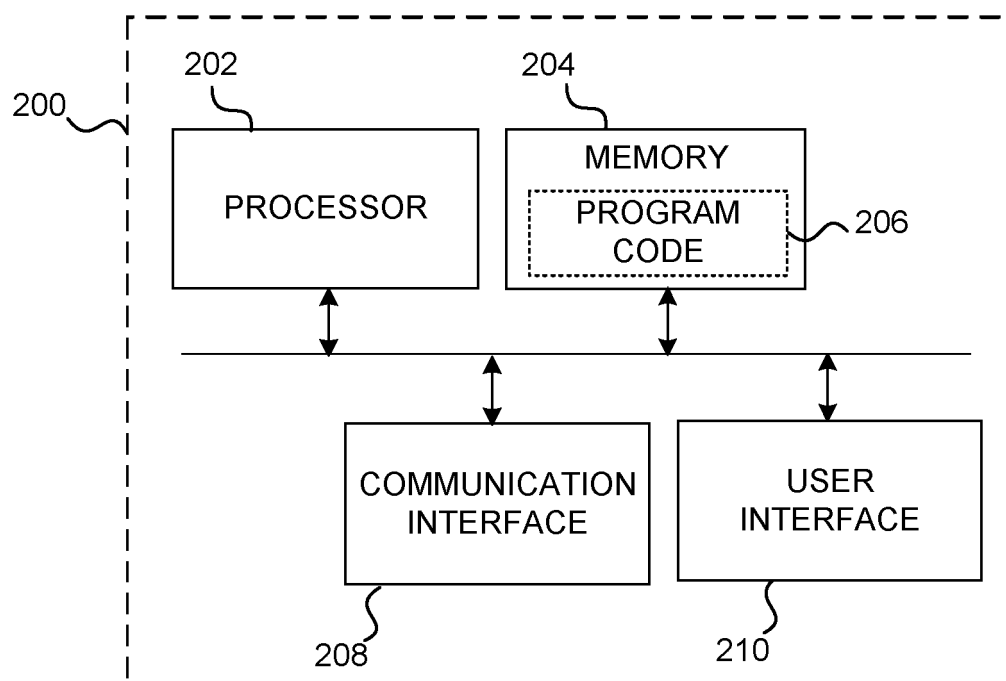 202
204
200
PROCESSOR
MEMORY
PROGRAM
CODE
206
COMMUNICATION
INTERFACE
USER
INTERFACE
208
210